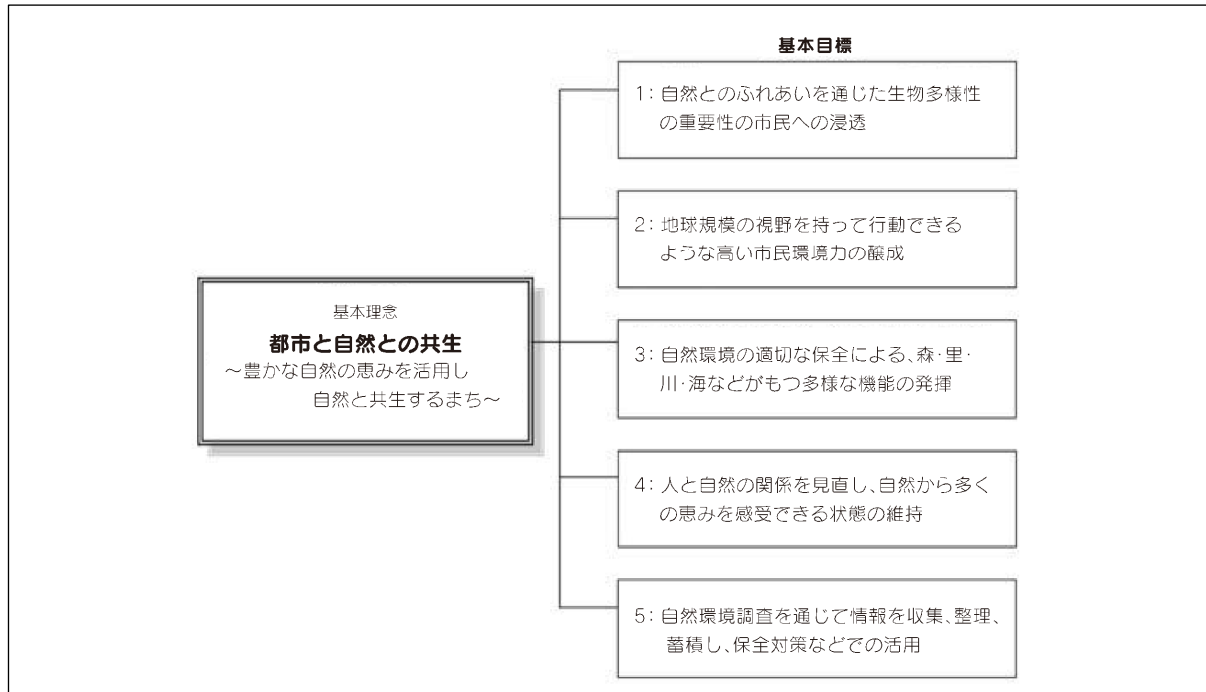 基本目標
1：自然とのふれあいを通じた生物多様性
の重要性の市民への浸透
2：地球規模の視野を持って行動できる
ような高い市民環境力の醸成
基本理念
都市と自然との共生
～豊かな自然の恵みを活用し
自然と共生するまち～
3：自然環境の適切な保全による、森・里・
川・海などがもつ多様な機能の発揮
4：人と自然の関係を見直し、自然から多く
の恵みを感受できる状態の維持
5：自然環境調査を通じて情報を収集、整理、
蓄積し、保全対策などでの活用